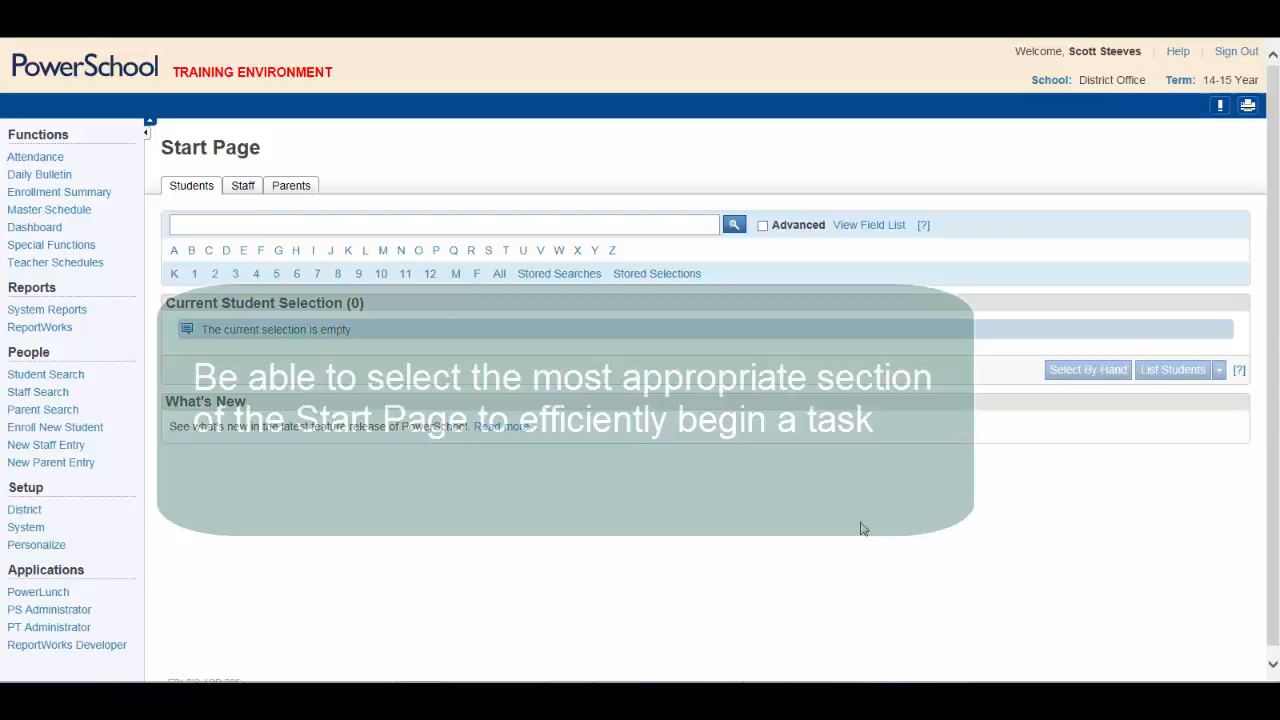 PowerSchool TRAINING ENVIRONMENT
Welcome, Scott Steeves Help Sign Out
School: District Office Term: 14-15 Year
Functions
Attendance
Daily Bulletin
Enrollment Summary
Master Schedule
Dashboard
Special Functions
Teacher Schedules
Reports
System Reports
ReportWorks
People
Student Search
Staff Search
Parent Search
Enroll New Student
New Staff Entry
New Parent Entry
Setup
District
System
Personalize
Applications
PowerLunch
PS Administrator
PT Administrator
ReportWorks Developer
Start Page
Students Staff Parents
Advanced View Field List [?]
A B C D E F G H I J K L M N O P Q R S T U V W X Y Z
K 1 2 3 4 5 6 7 8 9 10 11 12 M F All Stored Searches Stored Selections
Current Student Selection (0)
The current selection is empty.
Select By Hand List Students [?]
What's New
See what's new in the latest feature release of PowerSchool. Read more...
Be able to select the most appropriate section
of the Start Page to efficiently begin a task